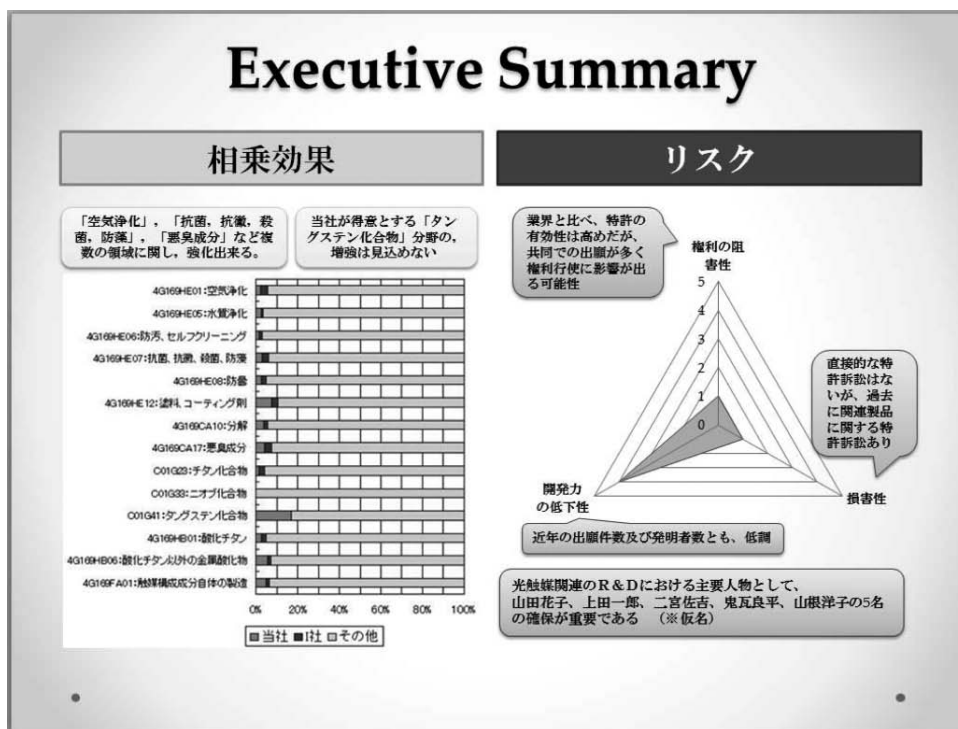 Executive Summary
相乗効果
「空気浄化」，「抗菌，抗黴，殺
菌，防藻」，「悪臭成分」など複
数の領域に関し，強化出来る。
当社が得意とする「タン
グステン化合物」分野の，
増強は見込めない
4G169HE01:空気浄化
4G169HE05:水質浄化
4G169HE06:防汚、セルフクリーニング
4G169HE07:抗菌、抗黴、殺菌、防藻
4G169HE08:防曇
4G169HE12:塗料、コーティング剤
4G169CA10:分解
4G169CA17:悪臭成分
C01G23:チタン化合物
C01G33:ニオブ化合物
C01G41:タングステン化合物
4G169HB01:酸化チタン
4G169HB06:酸化チタン以外の金属酸化物
4G169FA01:触媒構成成分自体の製造
0% 20% 40% 60% 80% 100%
当社 I社 その他
リスク
業界と比べ、特許の
有効性は高めだが、
共同での出願が多く
権利行使に影響が出
る可能性
権利の阻
害性
5
4
3
2
1
0
直接的な特
許訴訟はな
いが、過去
に関連製品
に関する特
許訴訟あり
開発力
の低下性
損害性
近年の出願件数及び発明者数とも、低調
光触媒関連のR＆Dにおける主要人物として、
山田花子、上田一郎、二宮佐吉、鬼瓦良平、山根洋子の5名
の確保が重要である （※仮名）